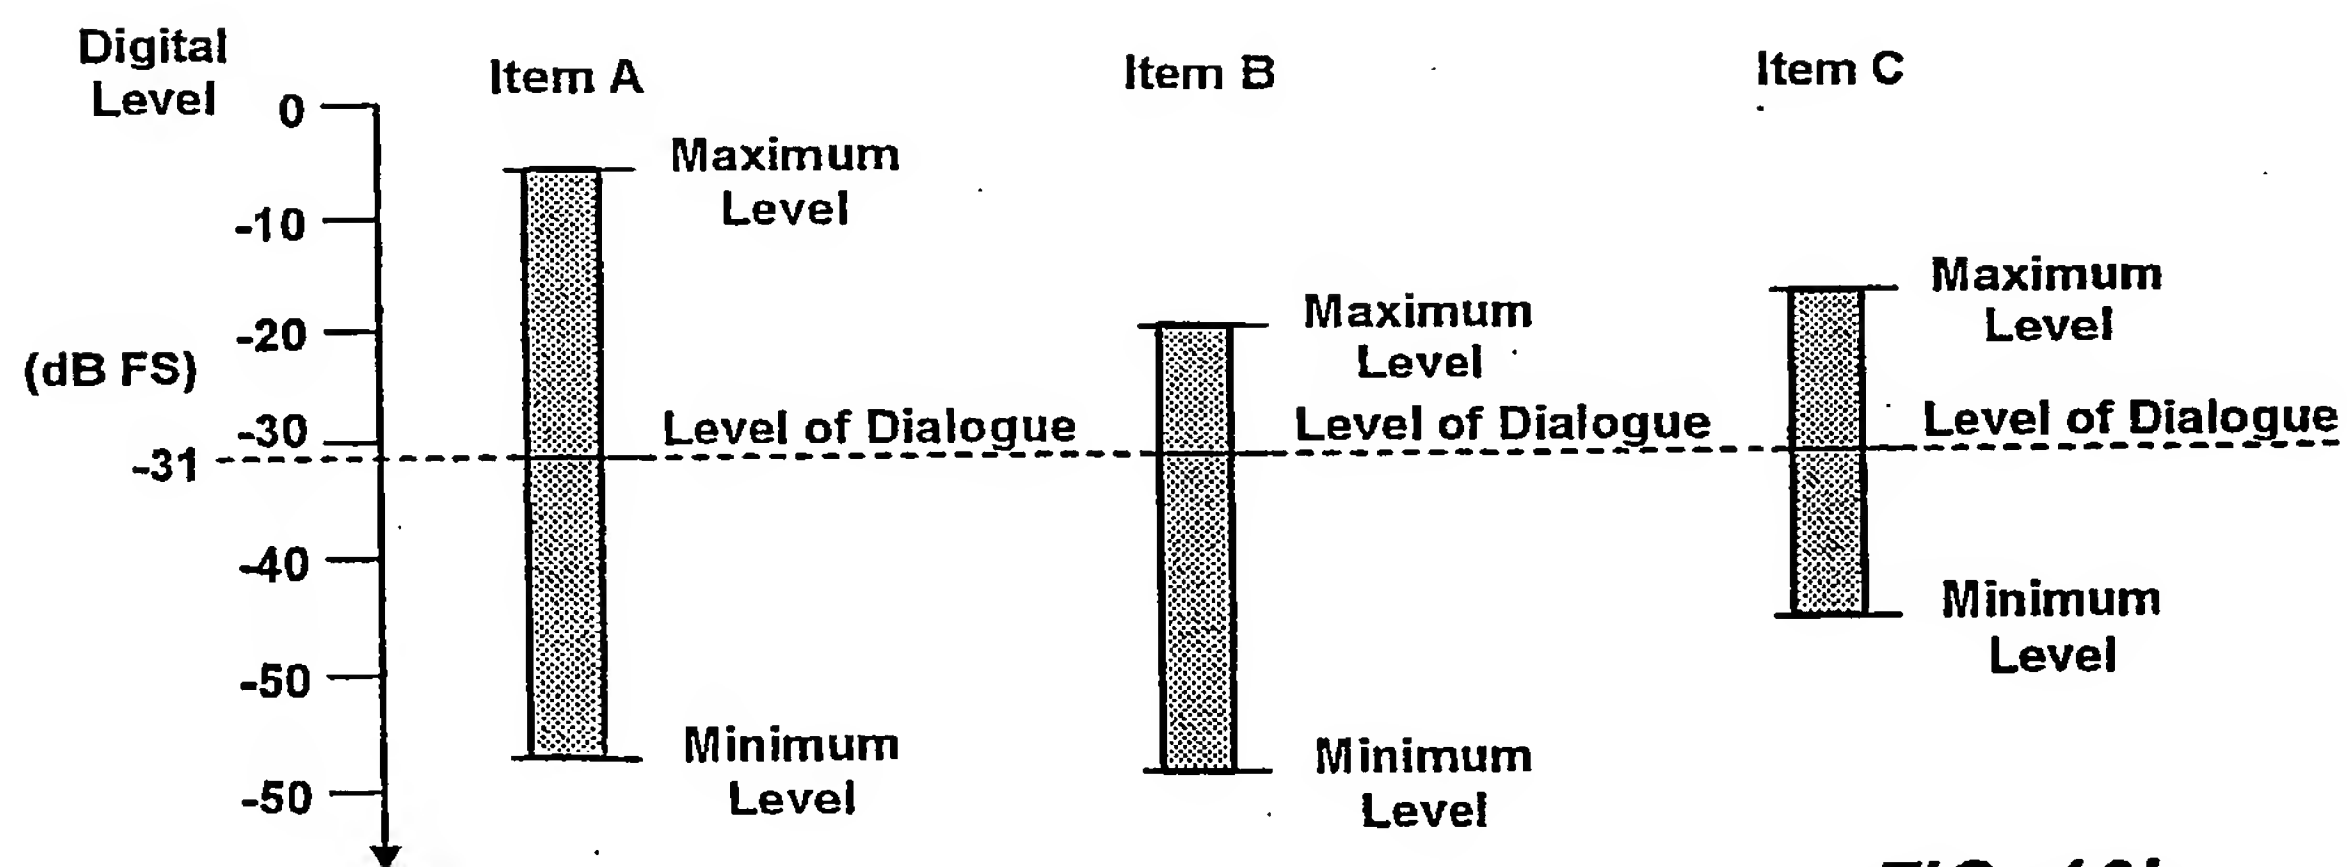 Digital
Level
Item A
Item B
Item C
0
Maximum
Level
-10
Maximum
Level
Maximum
Level
-20
(dB FS)
-30
Level of Dialogue
Level of Dialogue
Level of Dialogue
-31
-40
Minimum
Level
-50
Minimum
Level
Minimum
Level
-50